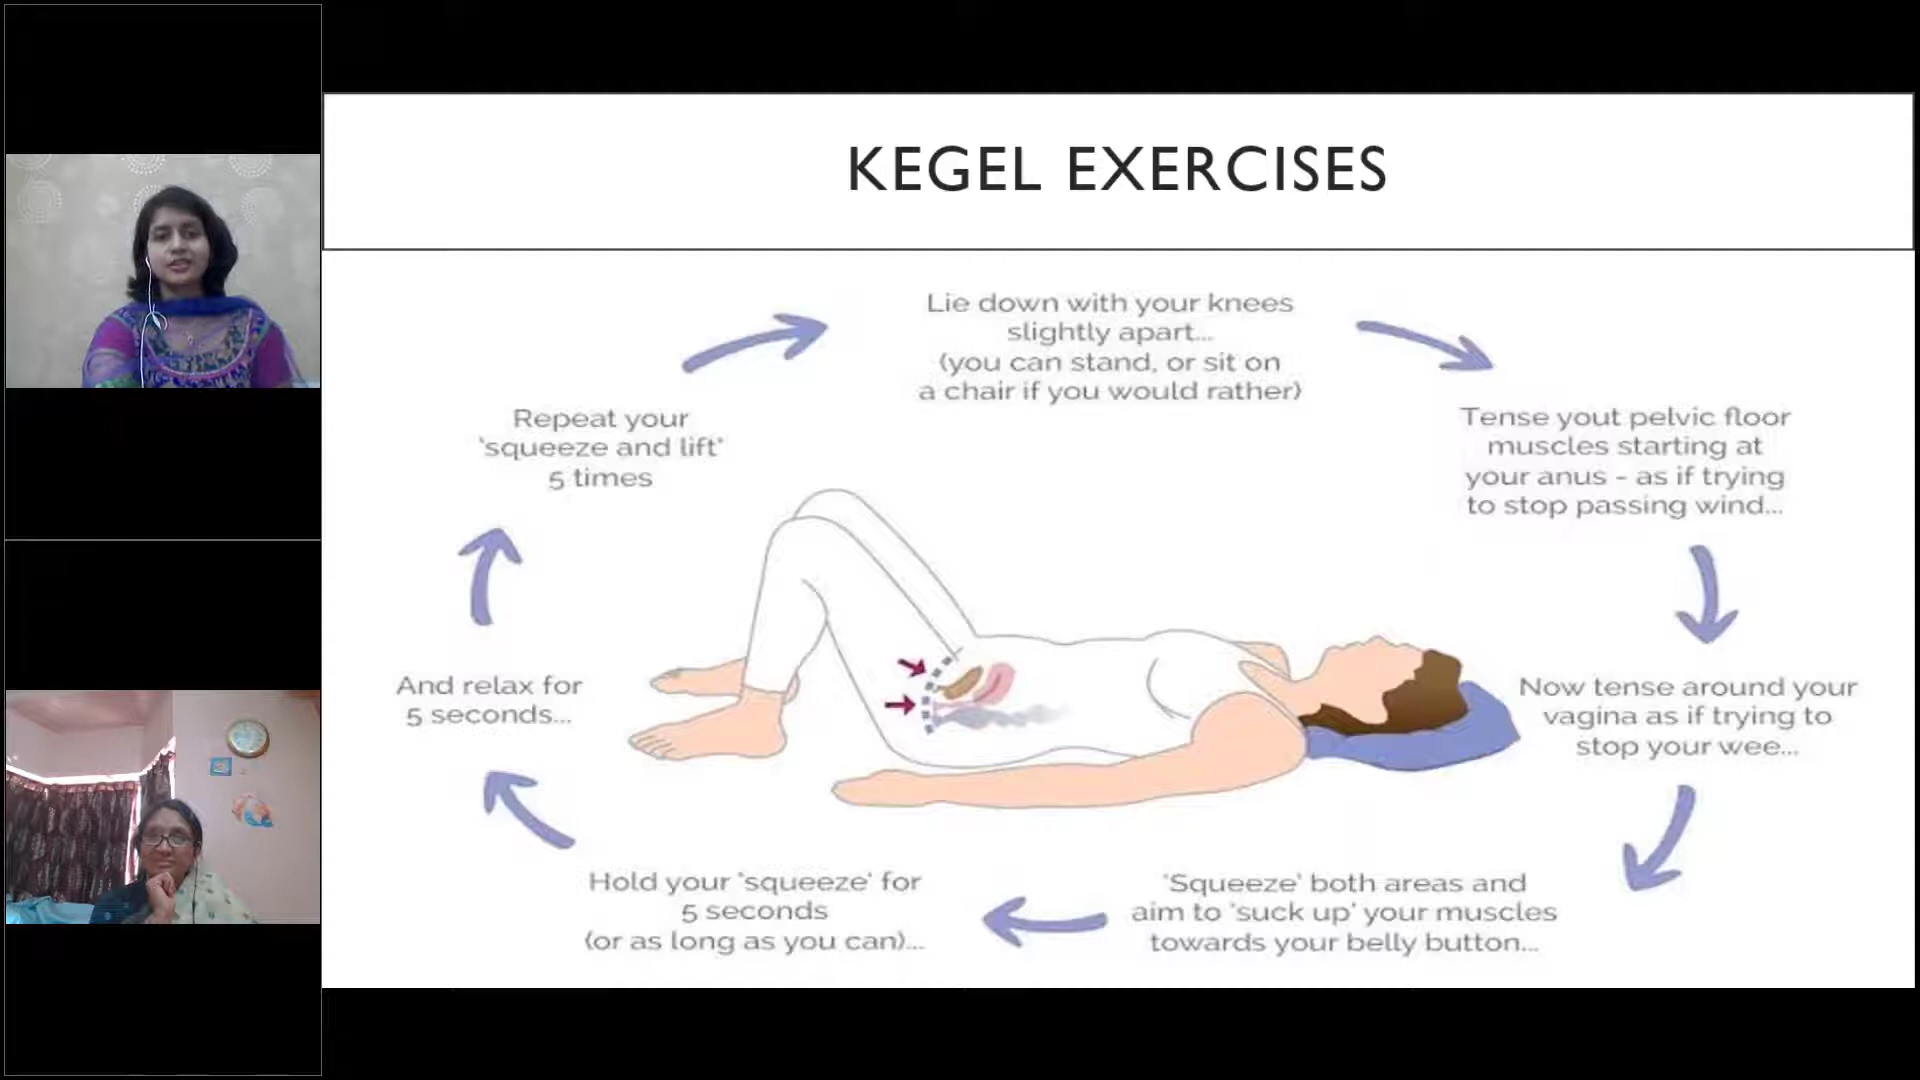 KEGEL EXERCISES
Lie down with your knees
slightly apart...
(you can stand, or sit on
a chair if you would rather)
Tense yout pelvic floor
muscles starting at
your anus - as if trying
to stop passing wind...
Now tense around your
vagina as if trying to
stop your wee...
'Squeeze' both areas and
aim to 'suck up' your muscles
towards your belly button...
Hold your 'squeeze' for
5 seconds
(or as long as you can)...
And relax for
5 seconds...
Repeat your
'squeeze and lift'
5 times